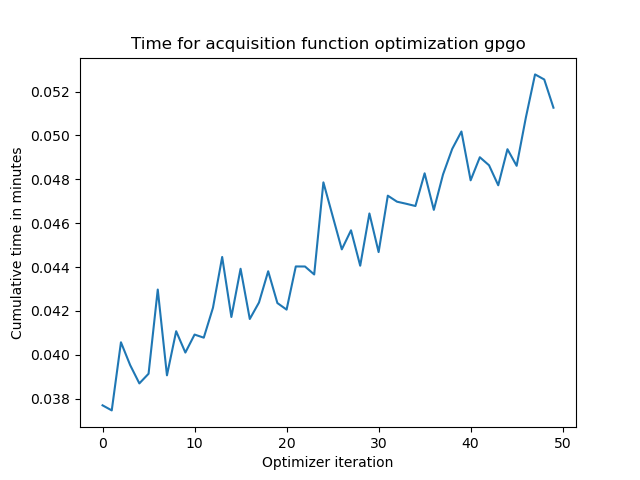 Time for acquisition function optimization gpgo
Cumulative time in minutes
0.052
0.050
0.048
0.046
0.044
0.042
0.040
0.038
0 10 20 30 40 50
Optimizer iteration